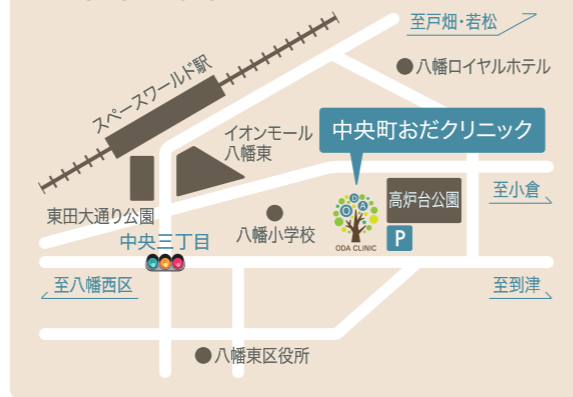 至戸畑・若松
八幡ロイヤルホテル
スペースワールド駅
イオンモール
八幡東
中央町おだクリニック
至小倉
高炉台公園
東田大通り公園
八幡小学校
O
D
A
ODA CLINIC
P
中央三丁目
至八幡西区
至到津
八幡東区役所